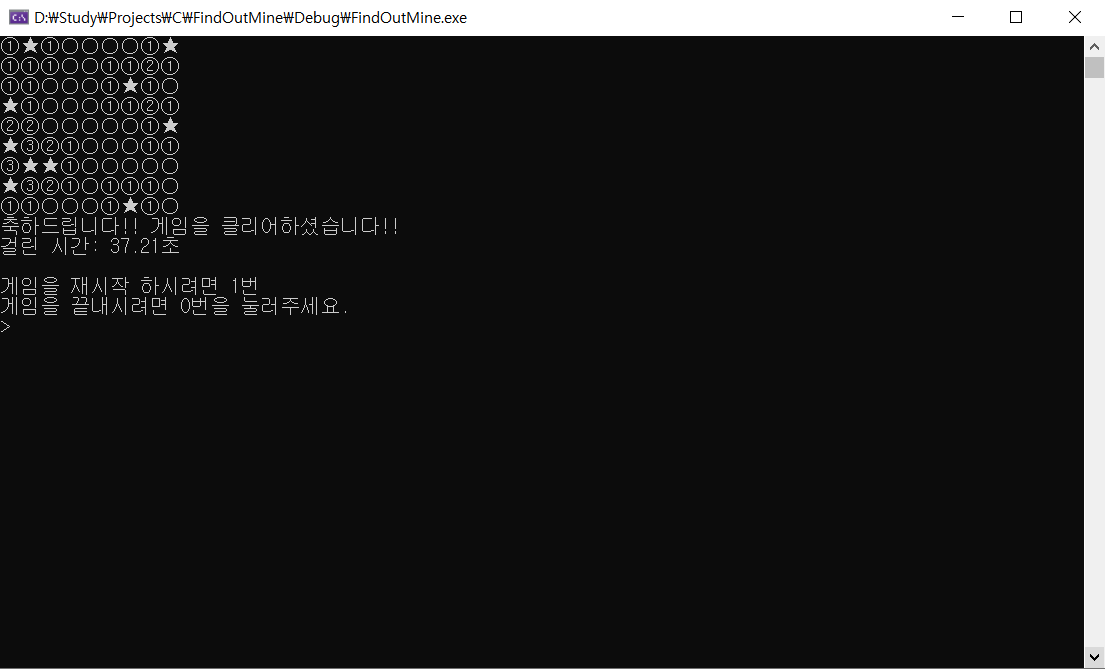 D:₩Study₩Projects₩C₩FindOutMine₩Debug₩FindOutMine.exe
①★①○○○○①★
①①①○○①①②①
①①○○○①★①○
★①○○○①①②①
②②○○○○○①★
★③②①○○○①①
③★★①○○○○○
★③②①○①①①○
①①○○○①★①○
축하드립니다!! 게임을 클리어하셨습니다!!
걸린 시간: 37.21초
게임을 재시작 하시려면 1번
게임을 끝내시려면 0번을 눌러주세요.
>